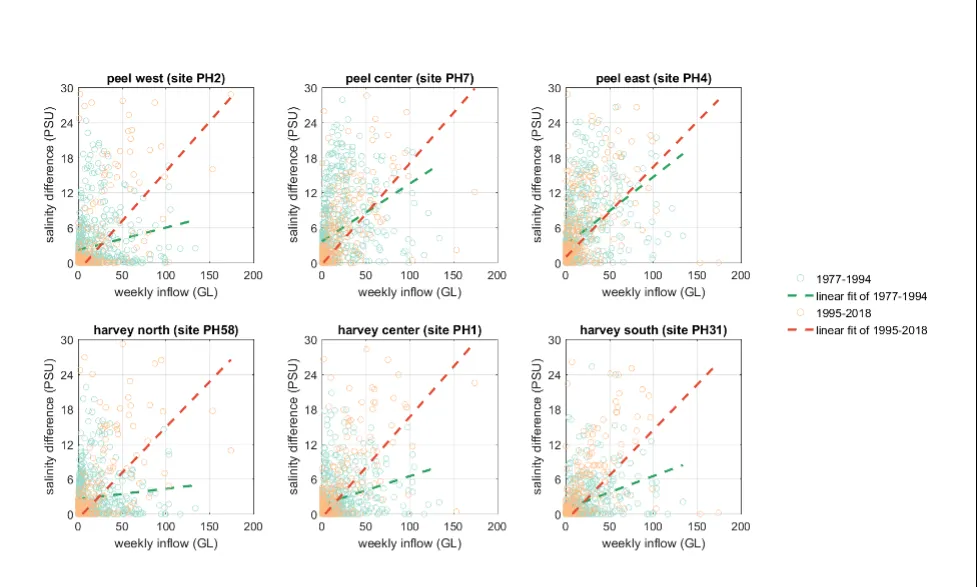 peel west (site PH2)
30
24
18
12
6
0
salinity difference (PSU)
0 50 100 150 200
weekly inflow (GL)
peel center (site PH7)
30
24
18
12
6
0
salinity difference (PSU)
0 50 100 150 200
weekly inflow (GL)
peel east (site PH4)
30
24
18
12
6
0
salinity difference (PSU)
0 50 100 150 200
weekly inflow (GL)
harvey north (site PH58)
30
24
18
12
6
0
salinity difference (PSU)
0 50 100 150 200
weekly inflow (GL)
harvey center (site PH1)
30
24
18
12
6
0
salinity difference (PSU)
0 50 100 150 200
weekly inflow (GL)
harvey south (site PH31)
30
24
18
12
6
0
salinity difference (PSU)
0 50 100 150 200
weekly inflow (GL)
1977-1994
linear fit of 1977-1994
1995-2018
linear fit of 1995-2018